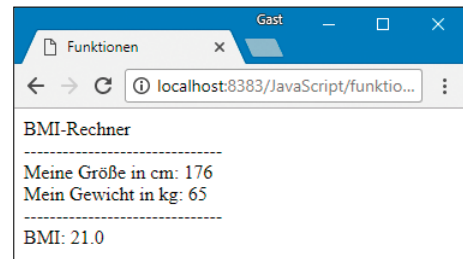 Gast
Funktionen
localhost:8383/JavaScript/funktio...
BMI-Rechner
-------------------------------
Meine Größe in cm: 176
Mein Gewicht in kg: 65
-------------------------------
BMI: 21.0